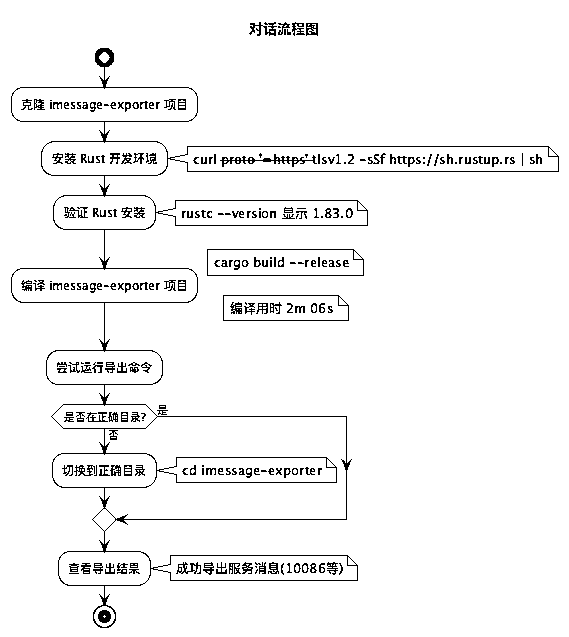 对话流程图
克隆 imessage-exporter 项目
安装 Rust 开发环境
curl proto '=https' tlsv1.2 -sSf https://sh.rustup.rs | sh
验证 Rust 安装
rustc --version 显示 1.83.0
cargo build --release
编译 imessage-exporter 项目
编译用时 2m 06s
尝试运行导出命令
是否在正确目录?
是
否
切换到正确目录
cd imessage-exporter
查看导出结果
成功导出服务消息(10086等)